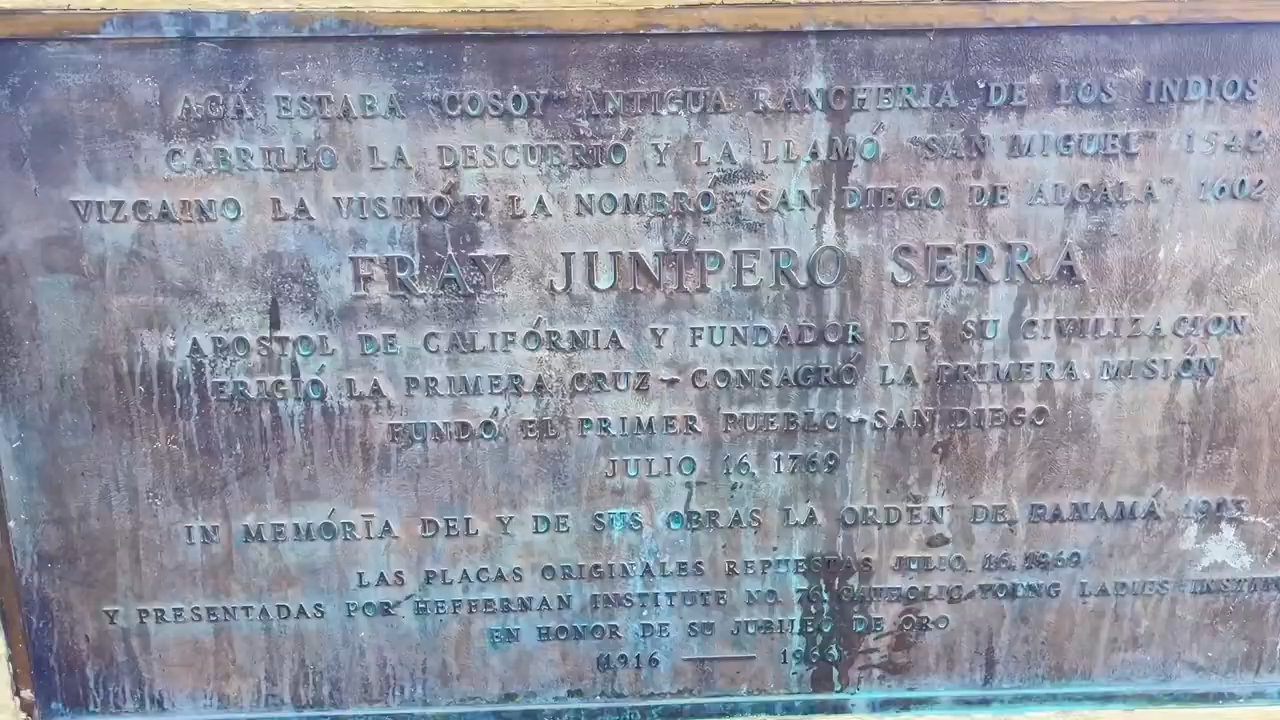 AGA ESTABA "COSOY" ANTIGUA RANCHERIA DE LOS INDIOS
CABRILLO LA DESCUBRIÓ Y LA LLAMÓ "SAN MIGUEL" 1542
VIZCAINO LA VISITÓ Y LA NOMBRÓ "SAN DIEGO DE ALCALA" 1602
FRAY JUNÍPERO SERRA
APOSTOL DE CALIFÓRNIA Y FUNDADOR DE SU CIVILIZACION
ERIGIÓ LA PRIMERA CRUZ - CONSAGRÓ LA PRIMERA MISIÓN
FUNDÓ EL PRIMER PUEBLO - SAN DIEGO
JULIO 16, 1769
IN MEMÓRIA DEL Y DE SUS OBRAS LA ORDEN DE PANAMÁ
LAS PLACAS ORIGINALES REPUESTAS JULIO, 16, 1969
Y PRESENTADAS POR HEFFERNAN INSTITUTE NO. 76, CATHOLIC YOUNG LADIES
EN HONOR DE SU JUBILEO DE ORO
(1916 — 1966)